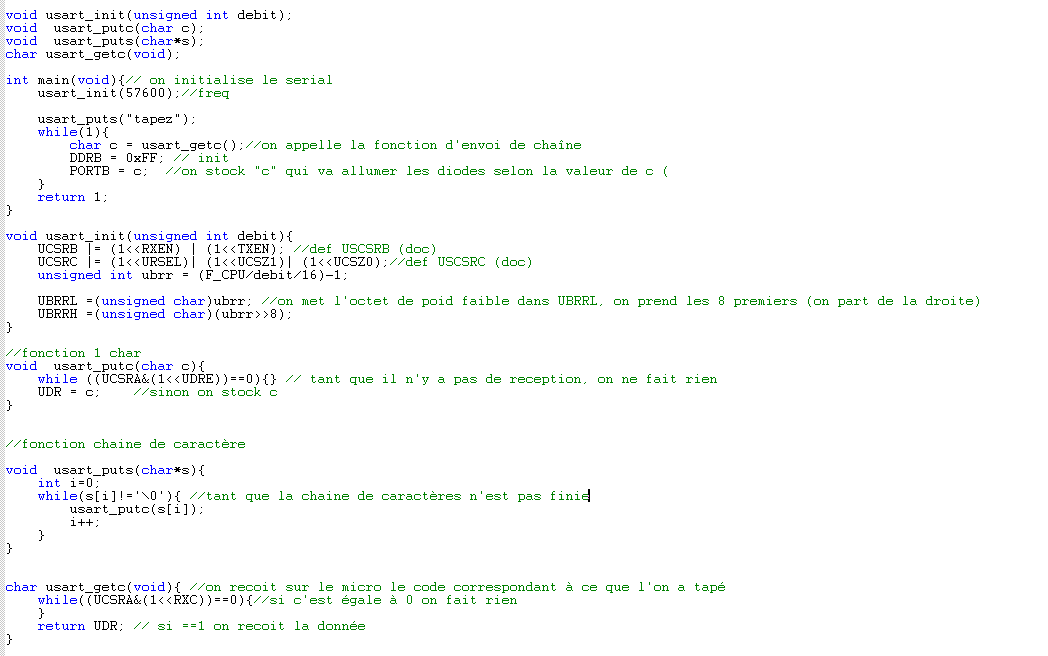 void usart_init(unsigned int debit);
void  usart_putc(char c);
void  usart_puts(char*s);
char usart_getc(void);
int main(void){// on initialise le serial
usart_init(57600);//freq
usart_puts("tapez");
while(1){
char c = usart_getc();//on appelle la fonction d'envoi de chaîne
DDRB = 0xFF; // init
PORTB = c;  //on stock "c" qui va allumer les diodes selon la valeur de c (
}
return 1;
}
void usart_init(unsigned int debit){
UCSRB |= (1<<RXEN) | (1<<TXEN); //def USCSRB (doc)
UCSRC |= (1<<URSEL)| (1<<UCSZ1)| (1<<UCSZ0);//def USCSRC (doc)
unsigned int ubrr = (F_CPU/debit/16)-1;
UBRRL =(unsigned char)ubrr; //on met l'octet de poid faible dans UBRRL, on prend les 8 premiers (on part de la droite)
UBRRH =(unsigned char)(ubrr>>8);
}
//fonction 1 char
void  usart_putc(char c){
while ((UCSRA&(1<<UDRE))==0){} // tant que il n'y a pas de reception, on ne fait rien
UDR = c;    //sinon on stock c
}
//fonction chaine de caractère
void  usart_puts(char*s){
int i=0;
while(s[i]!='\0'){ //tant que la chaine de caractères n'est pas finie
usart_putc(s[i]);
i++;
}
}
char usart_getc(void){ //on recoit sur le micro le code correspondant à ce que l'on a tapé
while((UCSRA&(1<<RXC))==0){//si c'est égale à 0 on fait rien
}
return UDR; // si ==1 on recoit la donnée
}